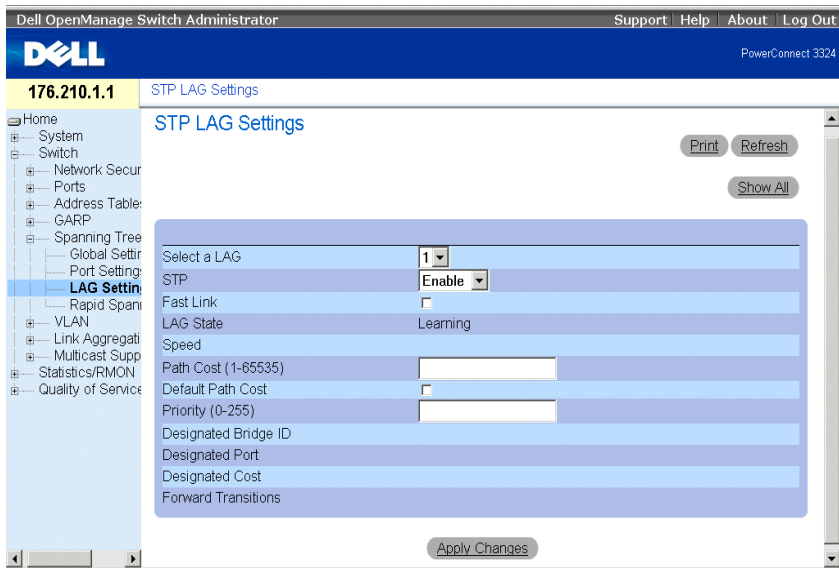 Dell OpenManage Switch Administrator
Support | Help | About | Log Out
DELL
PowerConnect 3324
176.210.1.1
STP LAG Settings
Home
System
Switch
Network Secur
Ports
Address Table
GARP
Spanning Tree
Global Settin
Port Setting
LAG Settin
Rapid Span
VLAN
Link Aggregati
Multicast Supp
Statistics/RMON
Quality of Service
STP LAG Settings
Print
Refresh
Show All
Select a LAG 1
STP Enable
Fast Link
LAG State Learning
Speed
Path Cost (1-65535)
Default Path Cost
Priority (0-255)
Designated Bridge ID
Designated Port
Designated Cost
Forward Transitions
Apply Changes